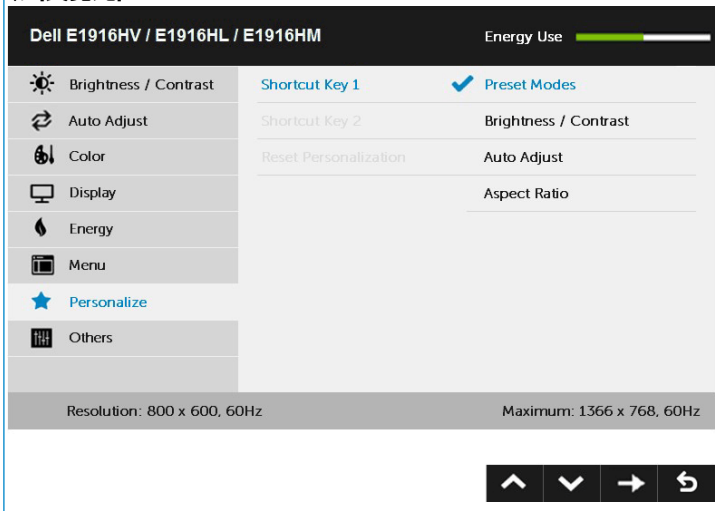 Dell E1916HV / E1916HL / E1916HM Energy Use
Brightness / Contrast Shortcut Key 1 Preset Modes
Auto Adjust Shortcut Key 2 Brightness / Contrast
Color Reset Personalization Auto Adjust
Display Aspect Ratio
Energy
Menu
Personalize
Others
Resolution: 800 x 600, 60Hz Maximum: 1366 x 768, 60Hz